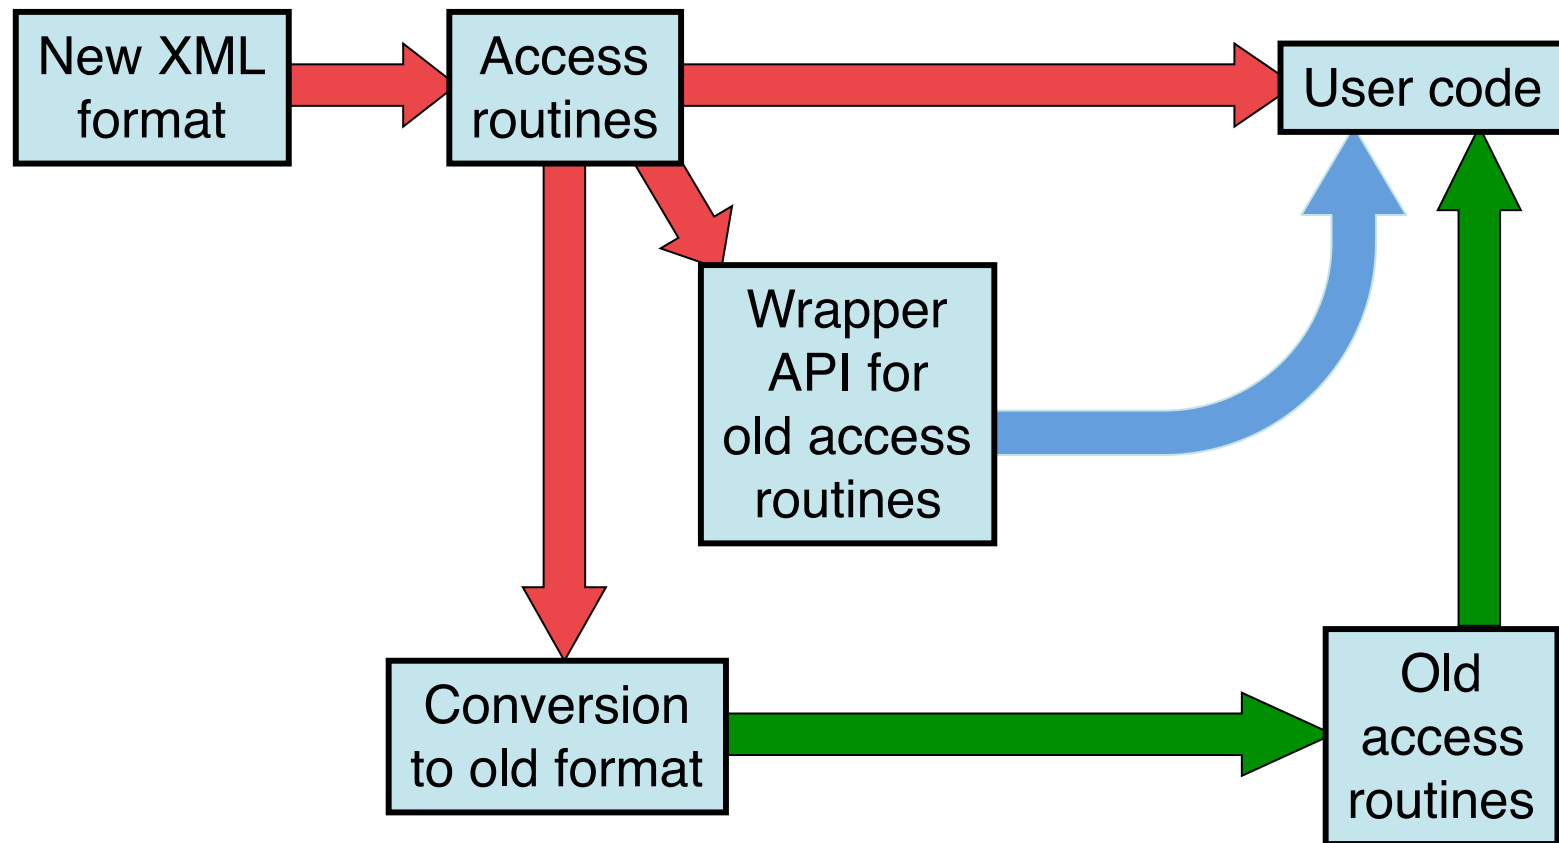 New XML
format
Access
routines
User code
Wrapper
API for
old access
routines
Conversion
to old format
Old
access
routines